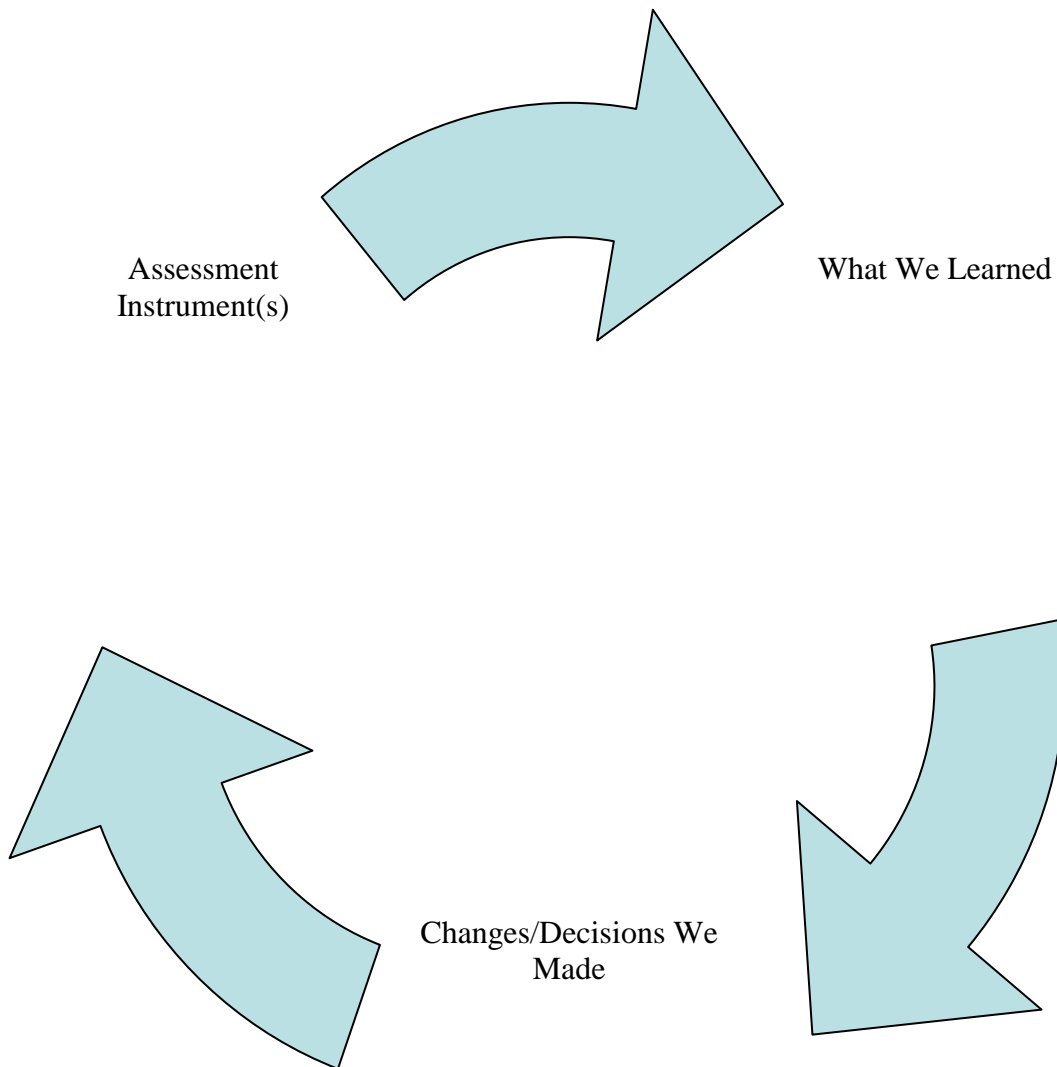 Assessment
Instrument(s)
What We Learned
Changes/Decisions We
Made